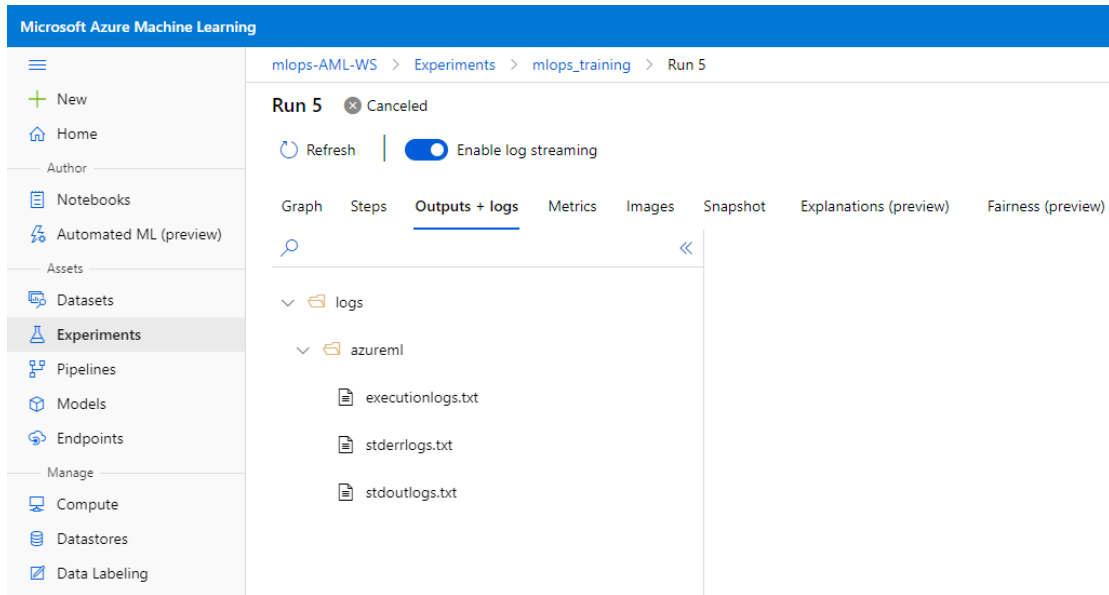 Microsoft Azure Machine Learning
New
Home
Author
Notebooks
Automated ML (preview)
Assets
Datasets
Experiments
Pipelines
Models
Endpoints
Manage
Compute
Datastores
Data Labeling
mlops-AML-WS > Experiments > mlops_training > Run 5
Run 5 Canceled
Refresh Enable log streaming
Graph Steps Outputs + logs Metrics Images Snapshot Explanations (preview) Fairness (preview)
logs
azureml
executionlogs.txt
stderrlogs.txt
stdoutlogs.txt